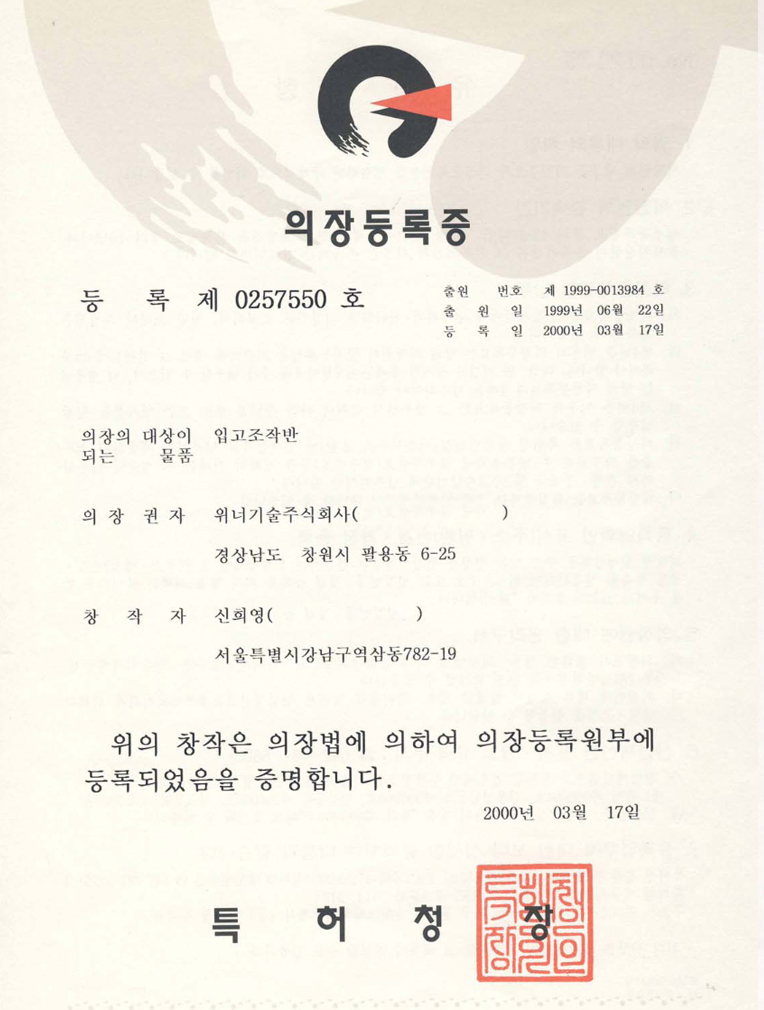 의장등록증
등 록 제 0257550 호
출원 번호 제 1999-0013984 호
출 원 일 1999년 06월 22일
등 록 일 2000년 03월 17일
의장의 대상이 입고조작반
되는 물품
의 장 권 자 위너기술주식회사( )
경상남도 창원시 팔용동 6-25
창 작 자 신희영( )
서울특별시강남구역삼동782-19
위의 창작은 의장법에 의하여 의장등록원부에
등록되었음을 증명합니다.
2000년 03월 17일
특 허 청 장